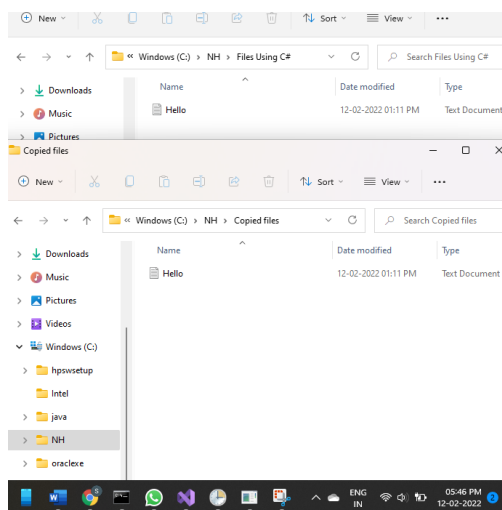 New Sort View •••
« Windows (C:) > NH > Files Using C# Search Files Using C#
Name Date modified Type
Downloads
Hello 12-02-2022 01:11 PM Text Document
Music
Pictures
Copied files
New Sort View •••
« Windows (C:) > NH > Copied files Search Copied files
Name Date modified Type
Downloads
Hello 12-02-2022 01:11 PM Text Document
Music
Pictures
Videos
Windows (C:)
hpswsetup
Intel
java
NH
oraclexe
ENG 05:46 PM
IN 12-02-2022 2